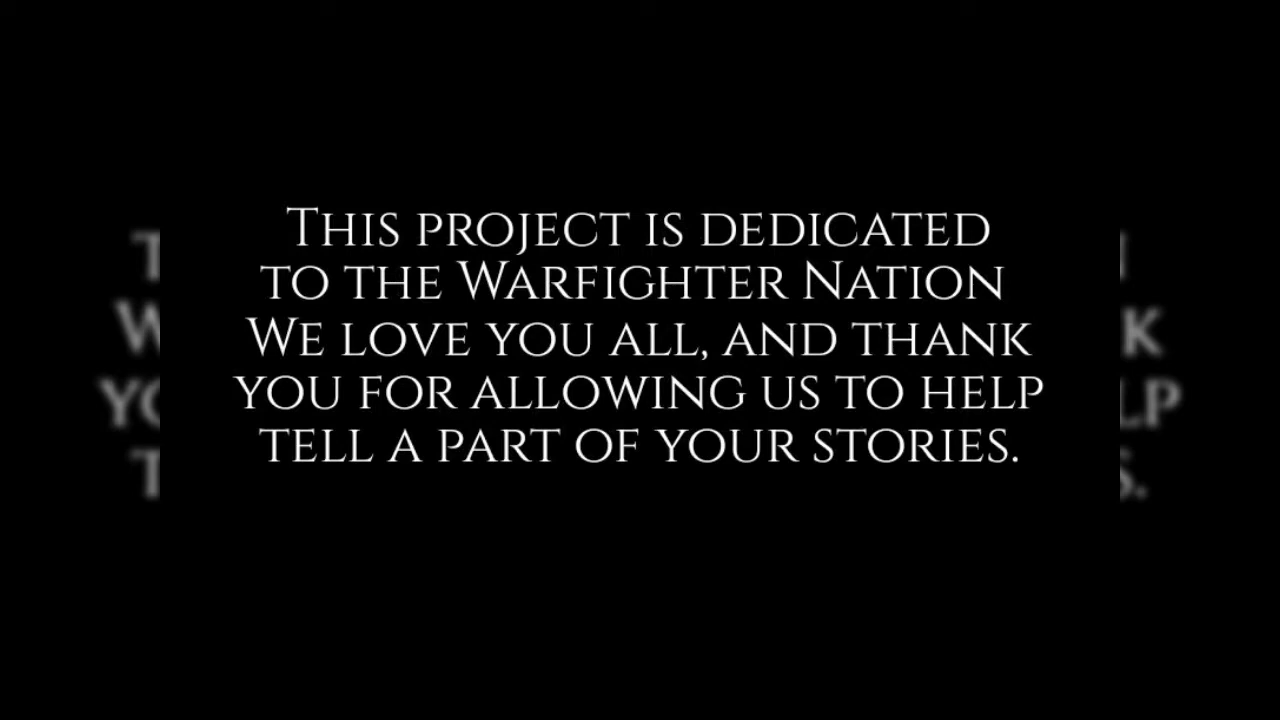 This project is dedicated
to the Warfighter Nation
We love you all, and thank
you for allowing us to help
tell a part of your stories.